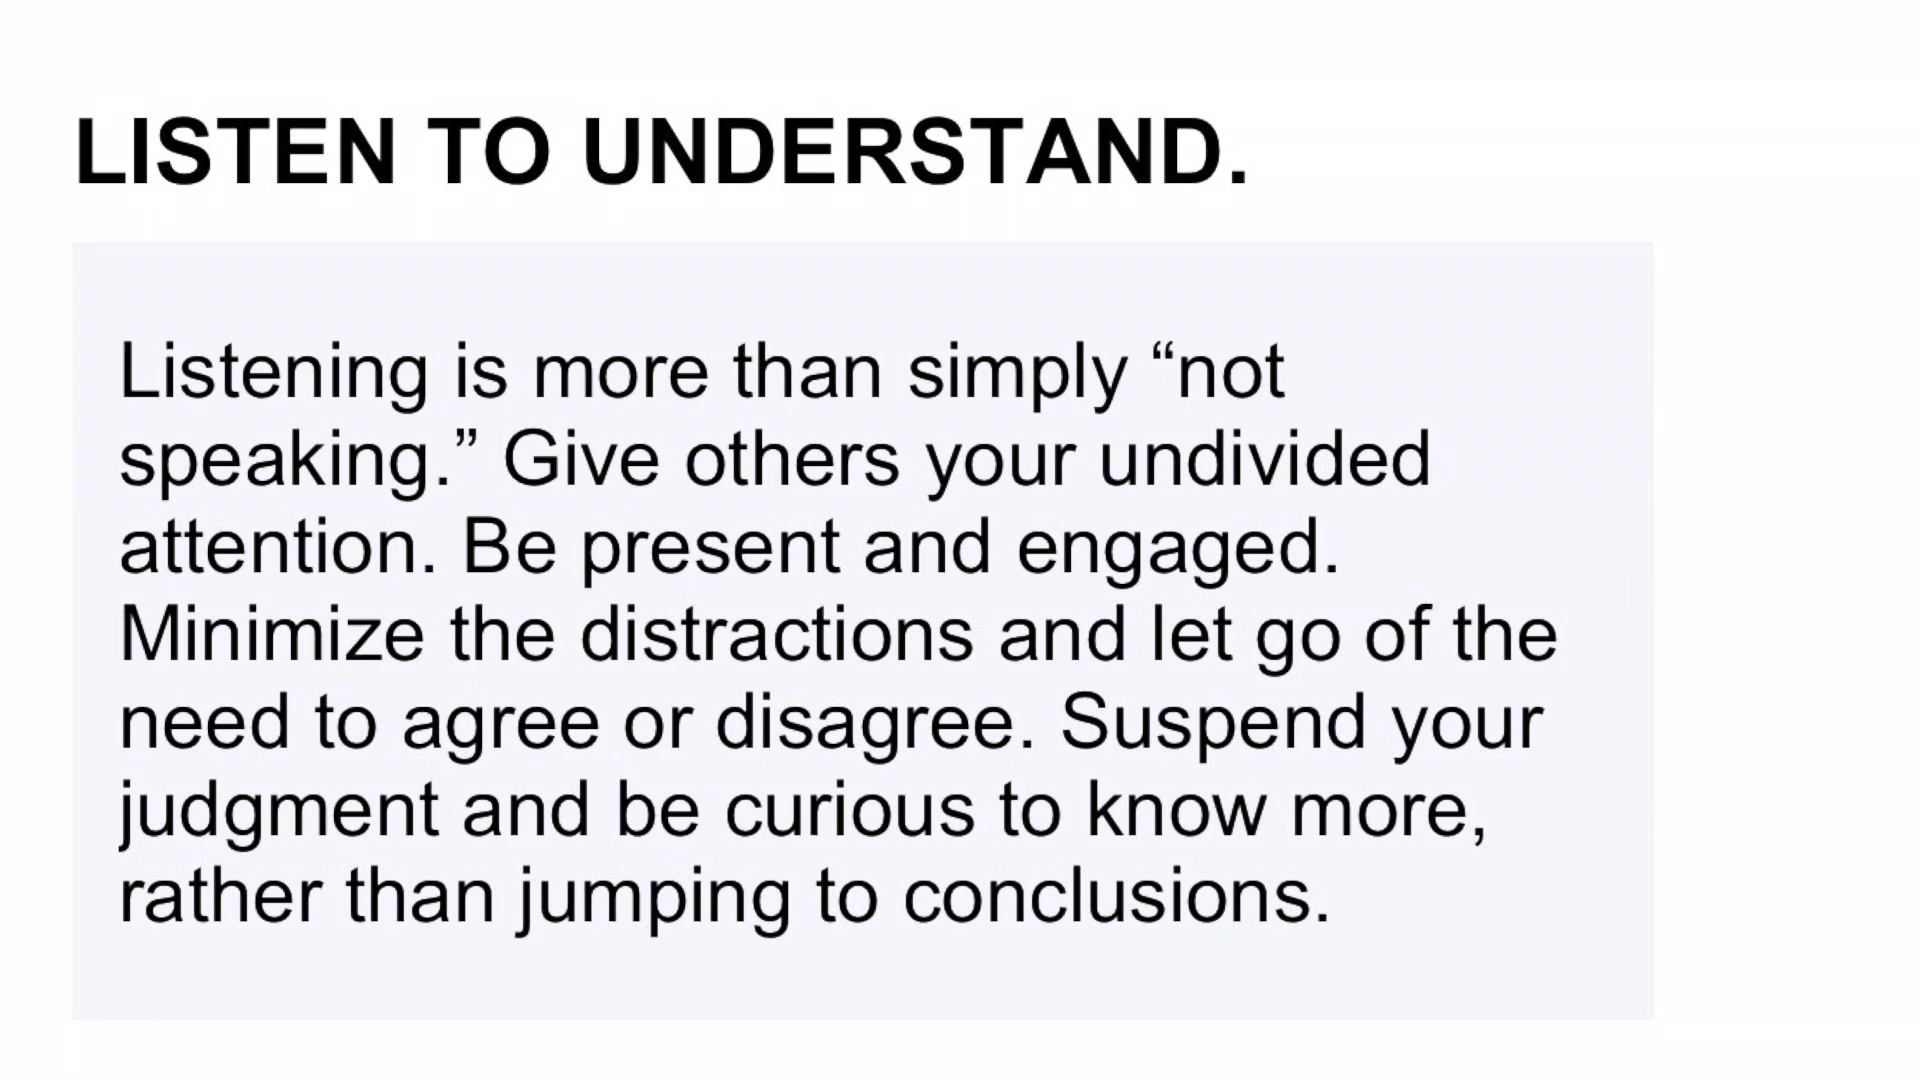 LISTEN TO UNDERSTAND.
Listening is more than simply “not
speaking.” Give others your undivided
attention. Be present and engaged.
Minimize the distractions and let go of the
need to agree or disagree. Suspend your
judgment and be curious to know more,
rather than jumping to conclusions.